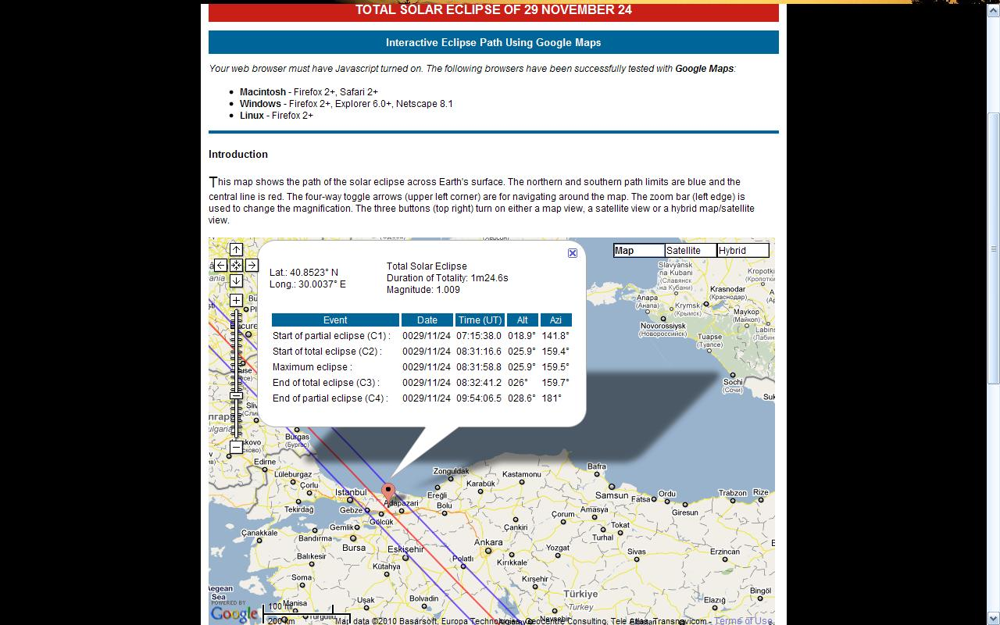 TOTAL SOLAR ECLIPSE OF 29 NOVEMBER 24
Interactive Eclipse Path Using Google Maps
Your web browser must have Javascript turned on. The following browsers have been successfully tested with Google Maps:
Macintosh - Firefox 2+, Safari 2+
Windows - Firefox 2+, Explorer 6.0+, Netscape 8.1
Linux - Firefox 2+
Introduction
This map shows the path of the solar eclipse across Earth's surface. The northern and southern path limits are blue and the
central line is red. The four-way toggle arrows (upper left corner) are for navigating around the map. The zoom bar (left edge) is
used to change the magnification. The three buttons (top right) turn on either a map view, a satellite view or a hybrid map/satellite
view.
Map Satellite Hybrid
Lat.: 40.8523° N
Long.: 30.0037° E
Total Solar Eclipse
Duration of Totality: 1m24.6s
Magnitude: 1.009
Event Date Time (UT) Alt Azi
Start of partial eclipse (C1) : 0029/11/24 07:15:38.0 018.9° 141.8°
Start of total eclipse (C2) : 0029/11/24 08:31:16.6 025.9° 159.4°
Maximum eclipse : 0029/11/24 08:31:58.8 025.9° 159.5°
End of total eclipse (C3) : 0029/11/24 08:32:41.2 026° 159.7°
End of partial eclipse (C4) : 0029/11/24 09:54:06.5 028.6° 181°
Slavyansk
na Kubani
(Славянск
на Кубани)
Anapa
(Анапа)
Krymsk
(Крымск)
Krasnodar
(Краснодар)
Kropotki
(Кропотки
Maykop
(Майкоп)
Labins
(Лабин
Novorossiysk
(Новороссийск)
Tuapse
(Туапсе)
Sochi
(Сочи)
Suk
Burgas
(Бургас)
Edirne
Lüleburgaz
Çorlu
Tekirdağ
Istanbul
Gebze
Gölcük
Adapazari
Zonguldak
Ereğli
Bolu
Karabük
Kastamonu
Bafra
Samsun
Fatsa
Ordu
Giresun
Trabzon
Rize
Çanakkale
Bandırma
Gemlik
Bursa
Eskişehir
Balıkesir
Kütahya
Polatlı
Ankara
Kırıkkale
Çankiri
Çorum
Amasya
Turhal
Tokat
Yozgat
Sivas
Erzincan
Soma
Manisa
Uşak
Bolvadin
Kırşehir
Nevşehir
Türkiye
Turkey
Bingöl
Elazığ
Aegean
Sea
POWERED BY
Google
100 mi
200 km
Map data ©2010 Basarsoft, Europa Technologies, Geocentre Consulting, Tele Atlas, Transnavicom - Terms of Use